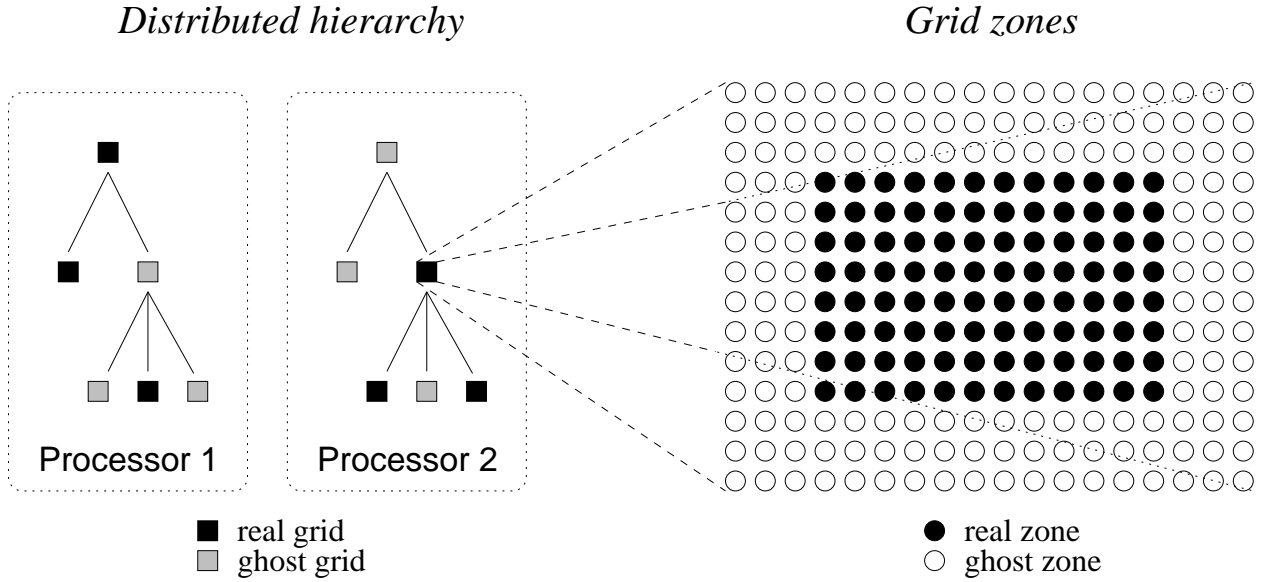 Distributed hierarchy
Grid zones
Processor 1
Processor 2
real grid
ghost grid
real zone
ghost zone